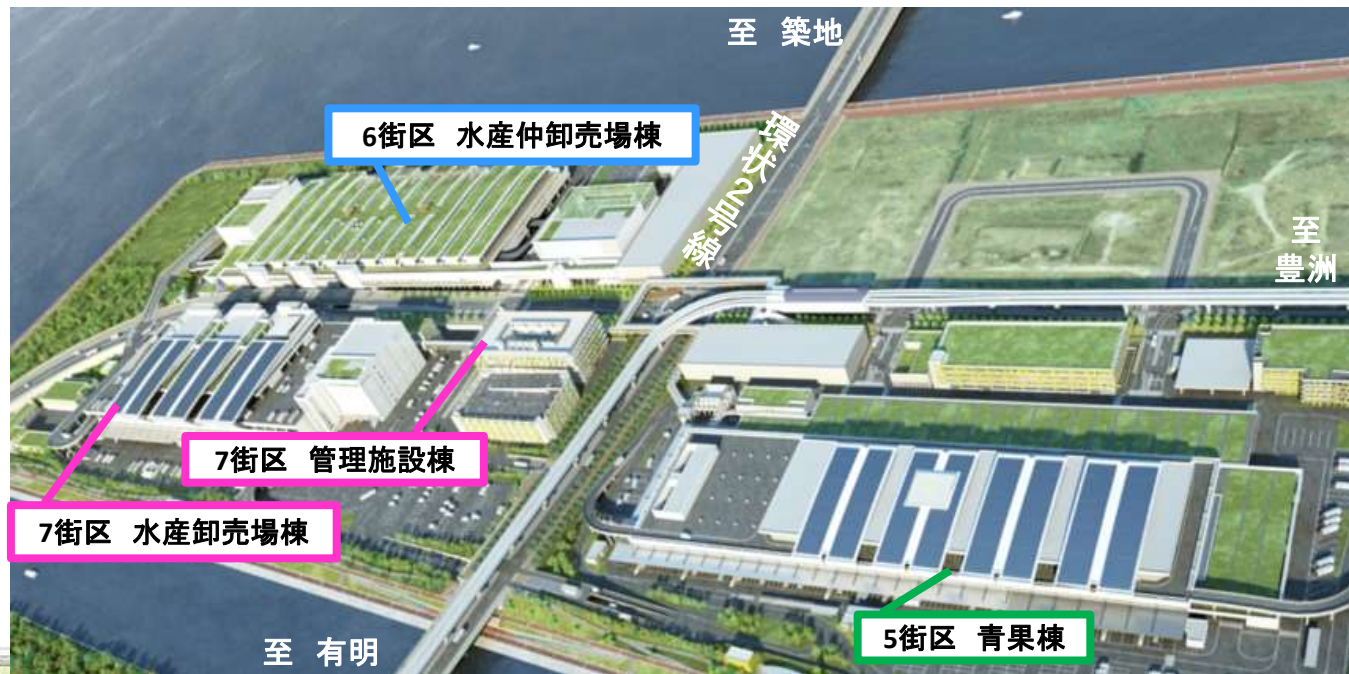 至　築地
6街区　水産仲卸売場棟
環状２号線
至
豊洲
7街区　管理施設棟
7街区　水産卸売場棟
5街区　青果棟
至　有明